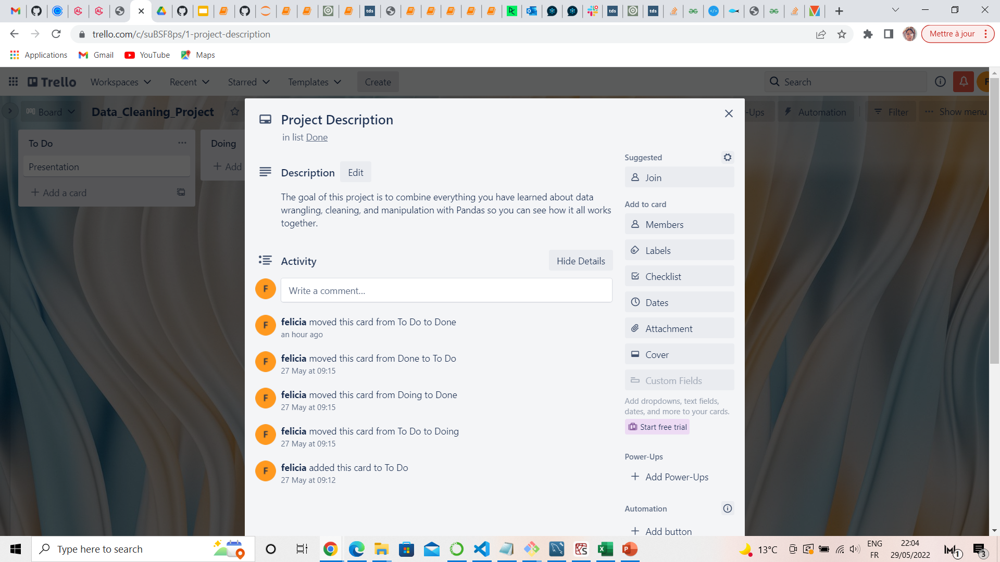 tds
tds
tds
trello.com/c/suBSF8ps/1-project-description
Mettre à jour
Applications
Gmail
YouTube
Maps
Trello
Workspaces
Recent
Starred
Templates
Create
Search
F
Board
Data_Cleaning_Project
-Ups
Automation
Filter
Show menu
To Do
Presentation
+ Add a card
Doing
+ Add
Project Description
in list Done
Description
Edit
The goal of this project is to combine everything you have learned about data
wrangling, cleaning, and manipulation with Pandas so you can see how it all works
together.
Activity
Hide Details
F
Write a comment...
F
felicia moved this card from To Do to Done
an hour ago
F
felicia moved this card from Done to To Do
27 May at 09:15
F
felicia moved this card from Doing to Done
27 May at 09:15
F
felicia moved this card from To Do to Doing
27 May at 09:15
F
felicia added this card to To Do
27 May at 09:12
Suggested
Join
Add to card
Members
Labels
Checklist
Dates
Attachment
Cover
Custom Fields
Add dropdowns, text fields,
dates, and more to your cards.
Start free trial
Power-Ups
+ Add Power-Ups
Automation
+ Add button
Type here to search
13°C
ENG
FR
22:04
29/05/2022
1
3